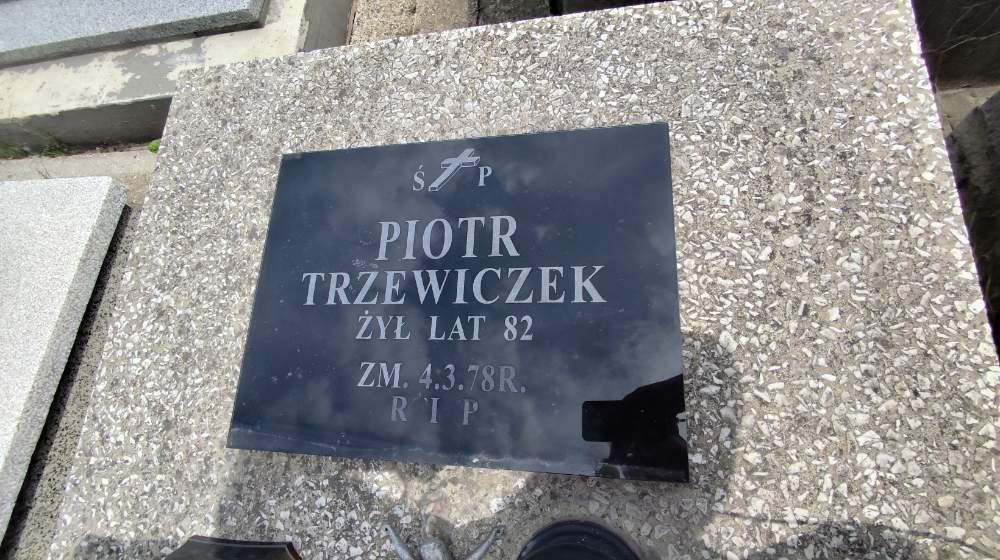 Ś P
PIOTR
TRZEWICZEK
ŻYŁ LAT 82
ZM. 4.3.78R.
R I P